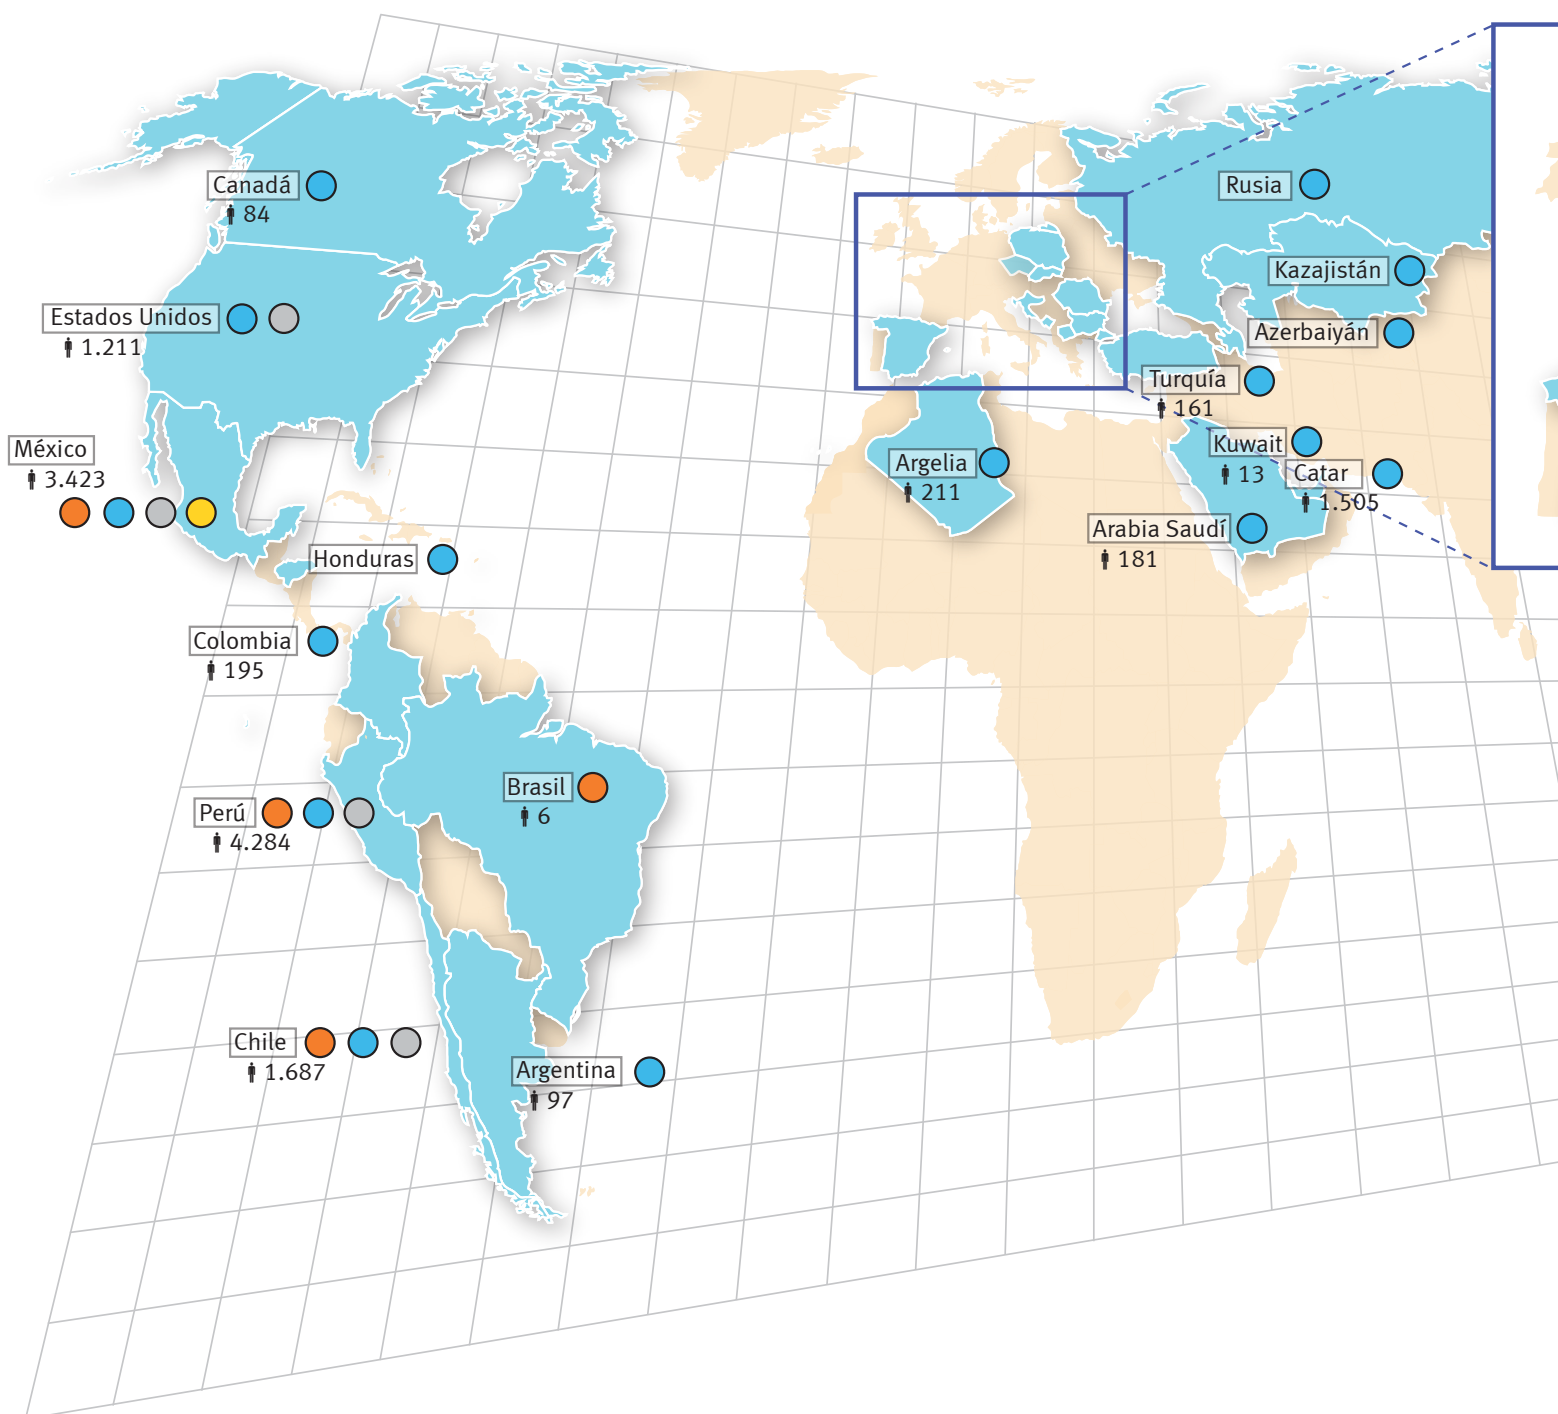 Canadá
84
Estados Unidos
1.211
México
3.423
Honduras
Colombia
195
Perú
4.284
Brasil
6
Chile
1.687
Argentina
97
Rusia
Kazajistán
Azerbaiyán
Turquía
161
Kuwait
13
Catar
1.505
Argelia
211
Arabia Saudí
181